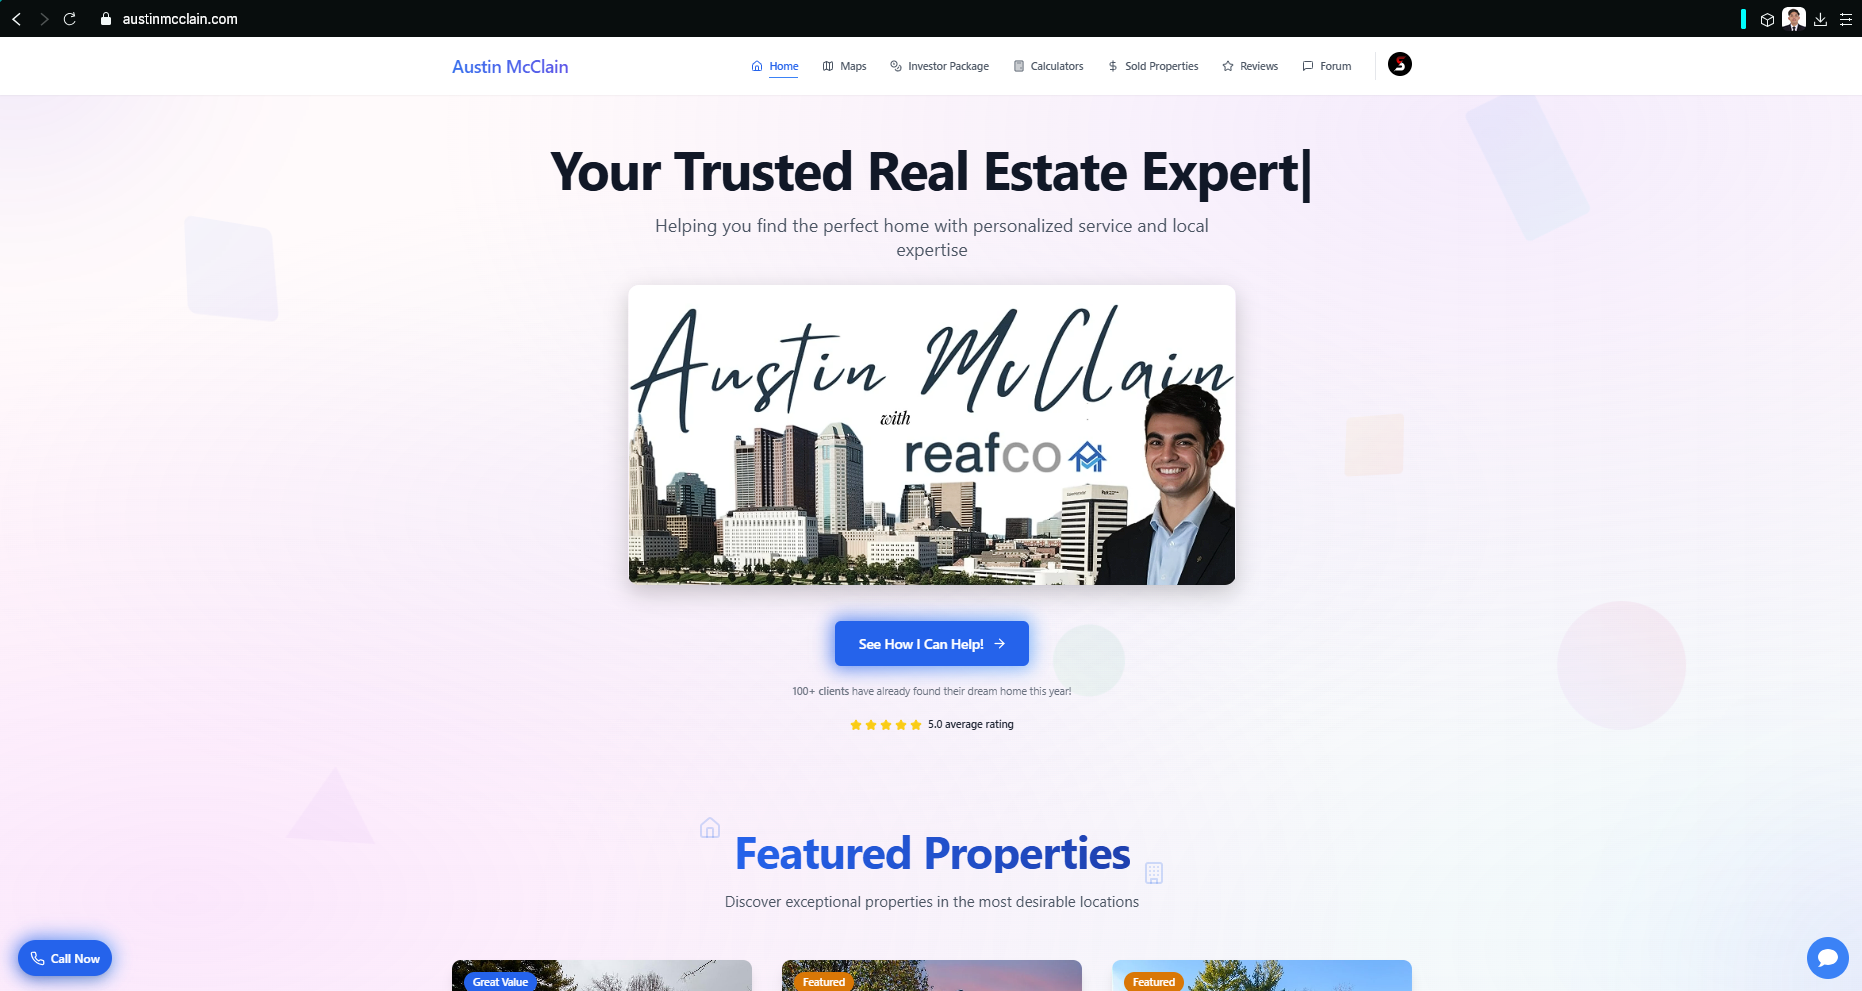 austinmcclain.com
Austin McClain
Home
Maps
Investor Package
Calculators
Sold Properties
Reviews
Forum
Your Trusted Real Estate Expert|
Helping you find the perfect home with personalized service and local
expertise
Austin McClain
with
reafco
See How I Can Help!
100+ clients have already found their dream home this year!
5.0 average rating
Featured Properties
Discover exceptional properties in the most desirable locations
Call Now
Great Value
Featured
Featured